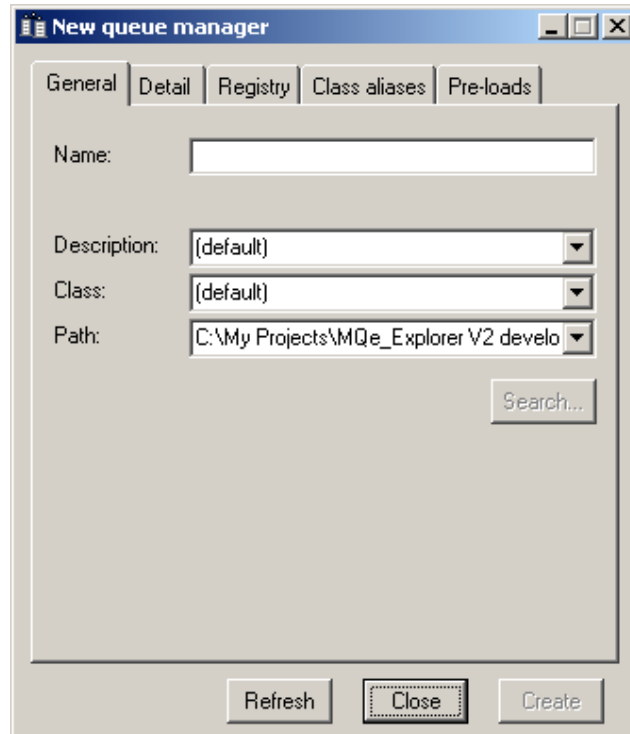 New queue manager
General Detail Registry Class aliases Pre-loads
Name:
Description: (default)
Class: (default)
Path: C:\My Projects\MQe_Explorer V2 develo
Search...
Refresh Close Create